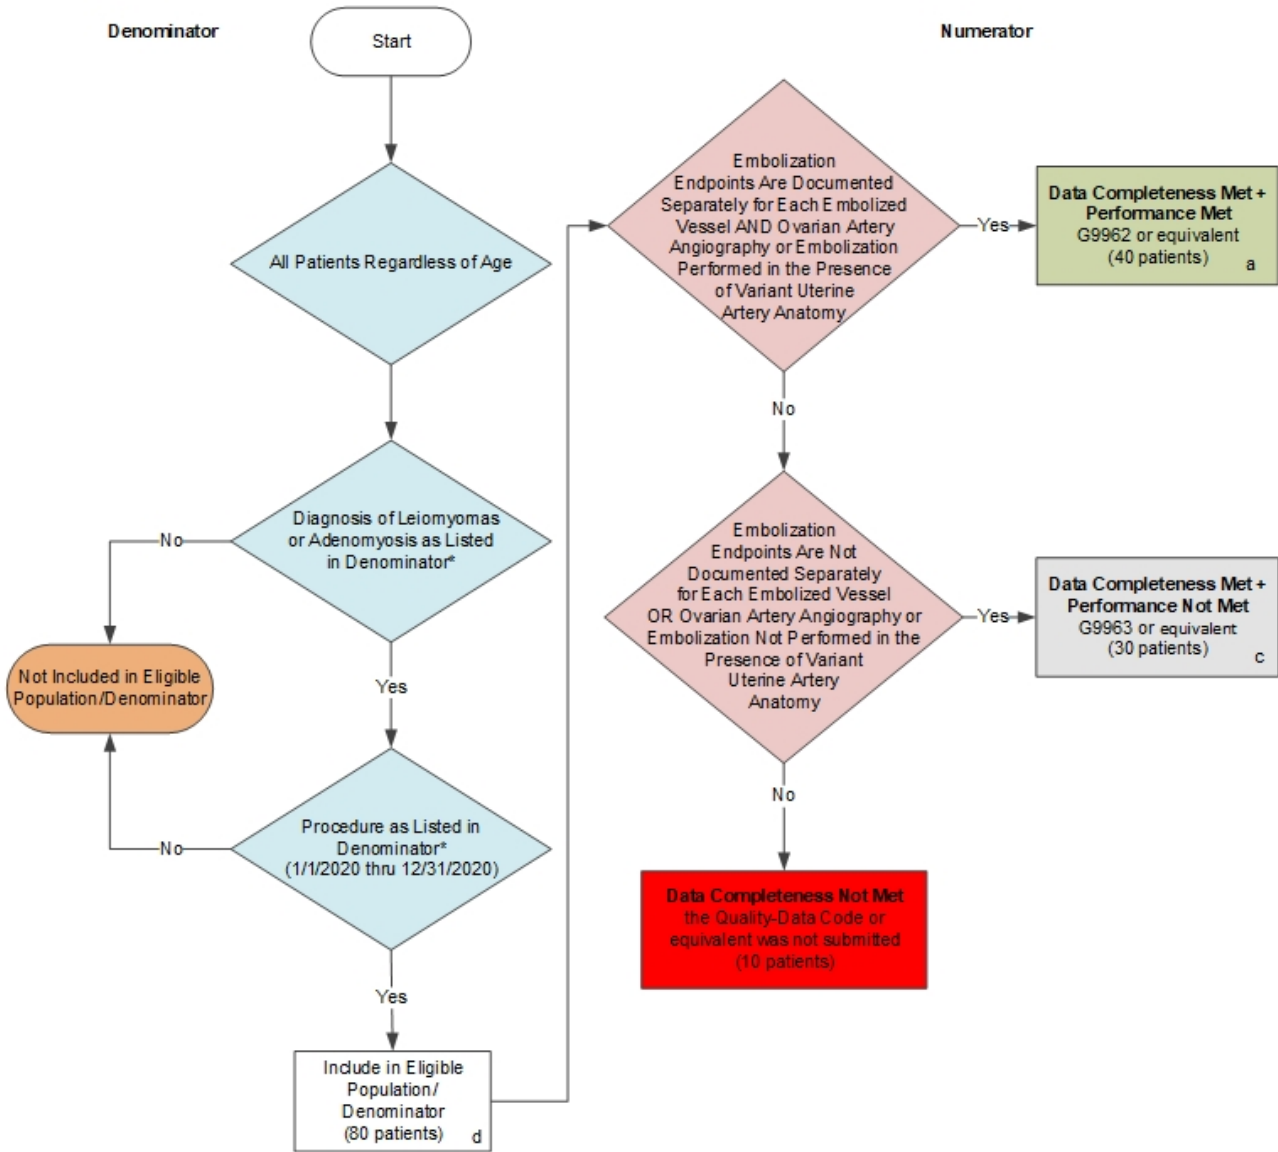 Denominator
Start
All Patients Regardless of Age
Diagnosis of Leiomyomas
or Adenomyosis as Listed
in Denominator*
No
Not Included in Eligible
Population/Denominator
Yes
Procedure as Listed in
Denominator*
(1/1/2020 thru 12/31/2020)
No
Yes
Include in Eligible
Population/
Denominator
(80 patients)
d
Numerator
Embolization
Endpoints Are Documented
Separately for Each Embolized
Vessel AND Ovarian Artery
Angiography or Embolization
Performed in the Presence
of Variant Uterine
Artery Anatomy
Yes
Data Completeness Met +
Performance Met
G9962 or equivalent
(40 patients)
a
No
Embolization
Endpoints Are Not
Documented Separately
for Each Embolized Vessel
OR Ovarian Artery Angiography or
Embolization Not Performed in the
Presence of Variant
Uterine Artery
Anatomy
Yes
Data Completeness Met +
Performance Not Met
G9963 or equivalent
(30 patients)
c
No
Data Completeness Not Met
the Quality-Data Code or
equivalent was not submitted
(10 patients)